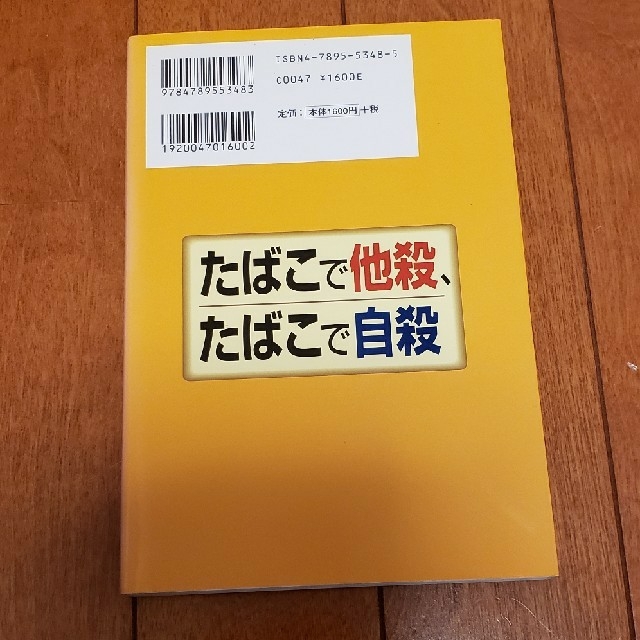 ISBN4-7895-5348-5
C0047 ¥1600E
定価：本体1600円+税
9784789553483
1920047016002
たばこで他殺、
たばこで自殺